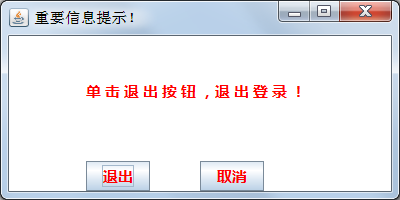 重要信息提示！
单击退出按钮，退出登录！
退出
取消